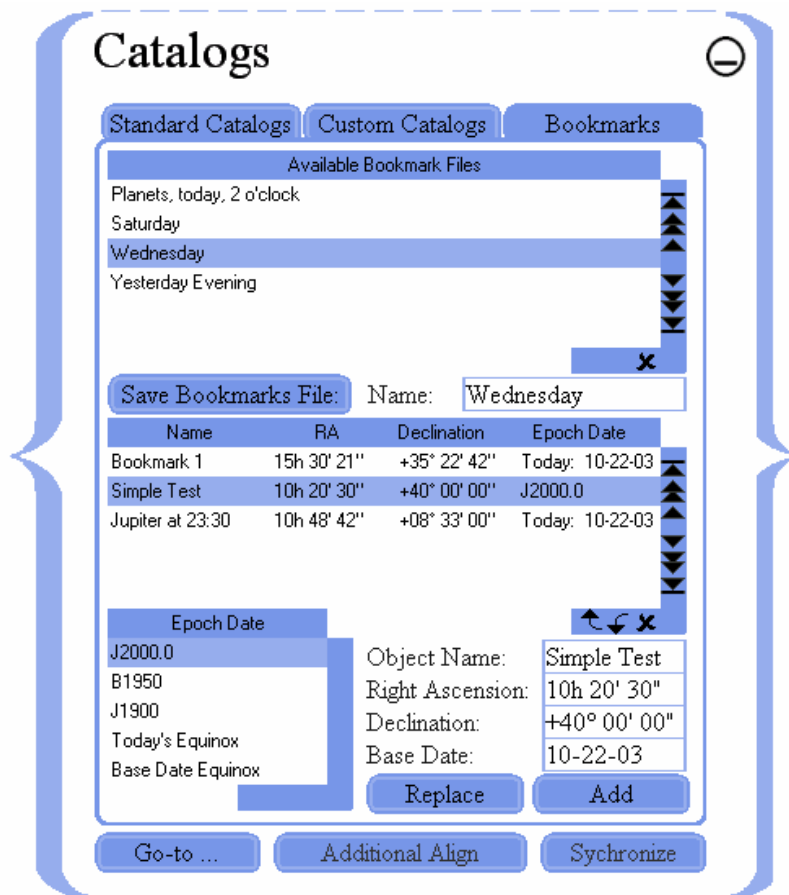 Catalogs
Standard Catalogs Custom Catalogs Bookmarks
Available Bookmark Files
Planets, today, 2 o'clock
Saturday
Wednesday
Yesterday Evening
Save Bookmarks File: Name: Wednesday
Name RA Declination Epoch Date
Bookmark 1 15h 30' 21" +35° 22' 42" Today: 10-22-03
Simple Test 10h 20' 30" +40° 00' 00" J2000.0
Jupiter at 23:30 10h 48' 42" +08° 33' 00" Today: 10-22-03
Epoch Date
J2000.0
B1950
J1900
Today's Equinox
Base Date Equinox
Object Name: Simple Test
Right Ascension: 10h 20' 30"
Declination: +40° 00' 00"
Base Date: 10-22-03
Replace Add
Go-to ... Additional Align Sychronize